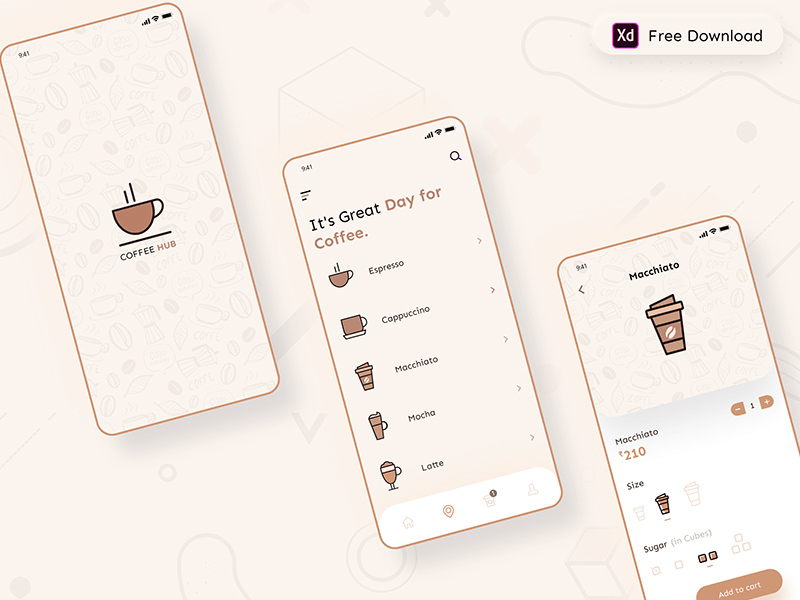 Xd Free Download
9:41
COFFEE HUB
9:41
It's Great Day for
Coffee.
Espresso
Cappuccino
Macchiato
Mocha
Latte
1
9:41
Macchiato
1
Macchiato
₹210
Size
Sugar (in Cubes)
Add to cart